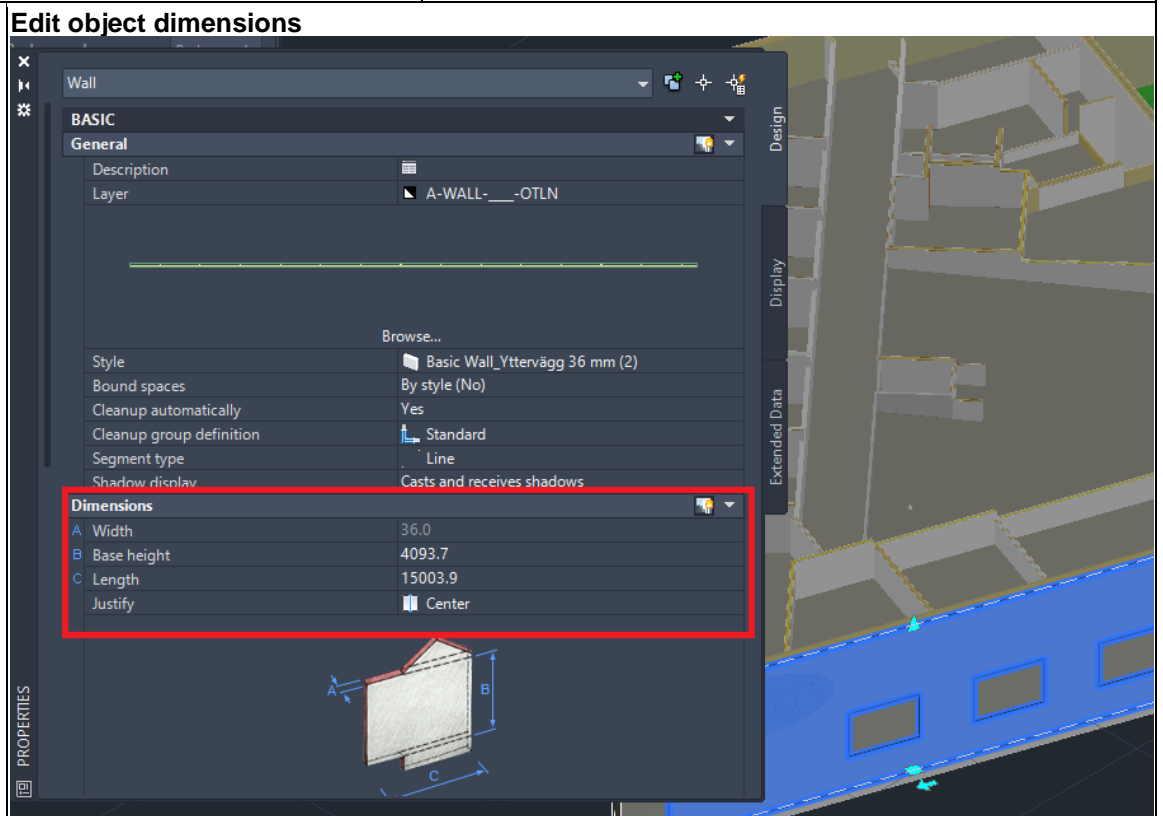 Edit object dimensions
Wall
BASIC
General
Description
Layer A-WALL-___-OTLN
Browse...
Style Basic Wall_Yttervägg 36 mm (2)
Bound spaces By style (No)
Cleanup automatically Yes
Cleanup group definition Standard
Segment type Line
Shadow display Casts and receives shadows
Dimensions
A Width 36.0
B Base height 4093.7
C Length 15003.9
Justify Center
A
B
C
Design
Display
Extended Data
PROPERTIES